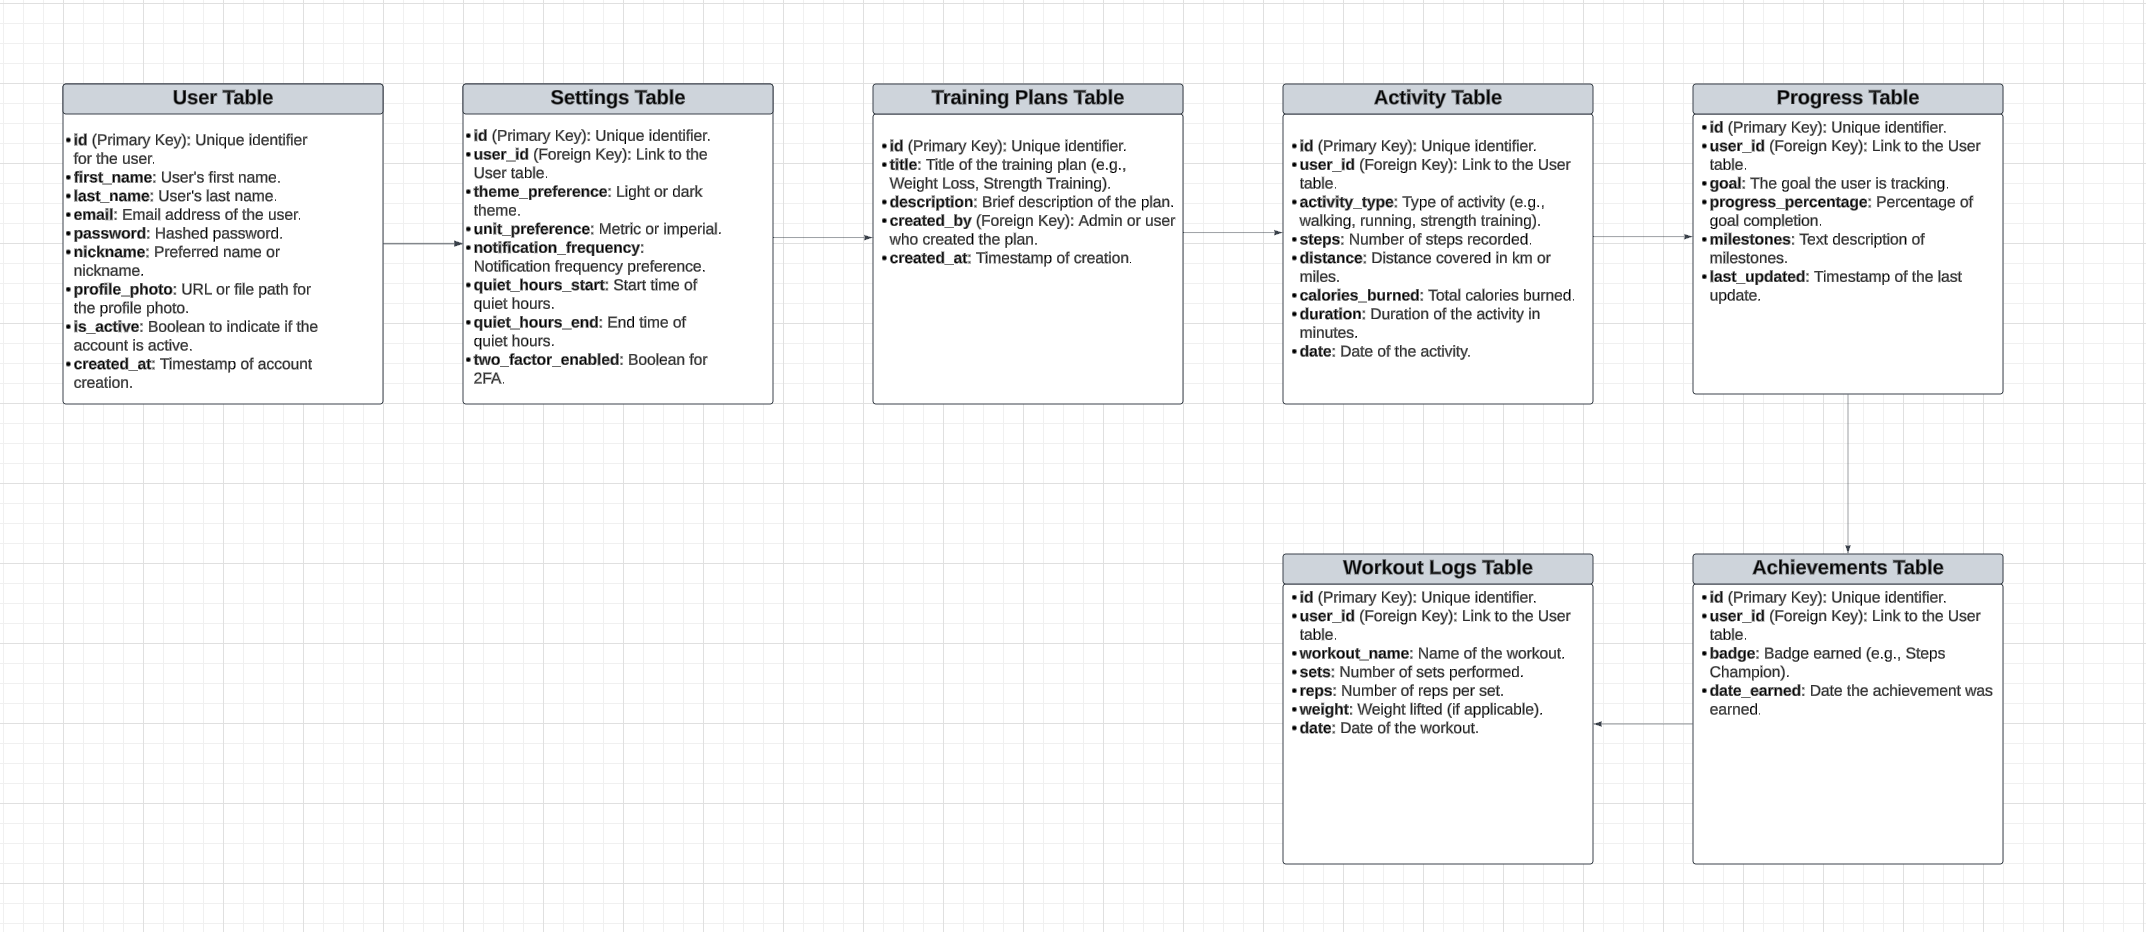 User Table
• id (Primary Key): Unique identifier
for the user.
• first_name: User's first name.
• last_name: User's last name.
• email: Email address of the user.
• password: Hashed password.
• nickname: Preferred name or
nickname.
• profile_photo: URL or file path for
the profile photo.
• is_active: Boolean to indicate if the
account is active.
• created_at: Timestamp of account
creation.
Settings Table
• id (Primary Key): Unique identifier.
• user_id (Foreign Key): Link to the
User table.
• theme_preference: Light or dark
theme.
• unit_preference: Metric or imperial.
• notification_frequency:
Notification frequency preference.
• quiet_hours_start: Start time of
quiet hours.
• quiet_hours_end: End time of
quiet hours.
• two_factor_enabled: Boolean for
2FA.
Training Plans Table
• id (Primary Key): Unique identifier.
• title: Title of the training plan (e.g.,
Weight Loss, Strength Training).
• description: Brief description of the plan.
• created_by (Foreign Key): Admin or user
who created the plan.
• created_at: Timestamp of creation.
Activity Table
• id (Primary Key): Unique identifier.
• user_id (Foreign Key): Link to the User
table.
• activity_type: Type of activity (e.g.,
walking, running, strength training).
• steps: Number of steps recorded.
• distance: Distance covered in km or
miles.
• calories_burned: Total calories burned.
• duration: Duration of the activity in
minutes.
• date: Date of the activity.
Progress Table
• id (Primary Key): Unique identifier.
• user_id (Foreign Key): Link to the User
table.
• goal: The goal the user is tracking.
• progress_percentage: Percentage of
goal completion.
• milestones: Text description of
milestones.
• last_updated: Timestamp of the last
update.
Workout Logs Table
• id (Primary Key): Unique identifier.
• user_id (Foreign Key): Link to the User
table.
• workout_name: Name of the workout.
• sets: Number of sets performed.
• reps: Number of reps per set.
• weight: Weight lifted (if applicable).
• date: Date of the workout.
Achievements Table
• id (Primary Key): Unique identifier.
• user_id (Foreign Key): Link to the User
table.
• badge: Badge earned (e.g., Steps
Champion).
• date_earned: Date the achievement was
earned.